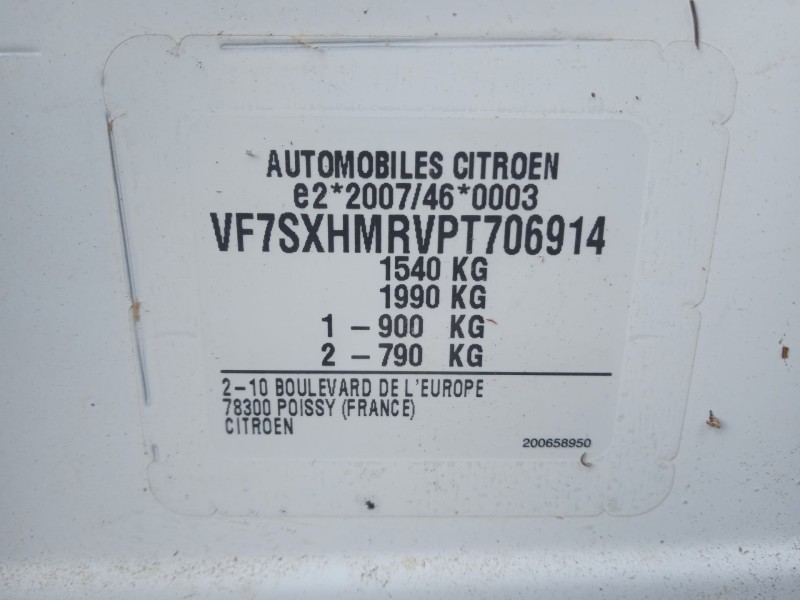 AUTOMOBILES CITROEN
e2*2007/46*0003
VF7SXHMRVPT706914
1540 KG
1990 KG
1 – 900 KG
2 – 790 KG
2–10 BOULEVARD DE L'EUROPE
78300 POISSY (FRANCE)
CITROEN
200658950